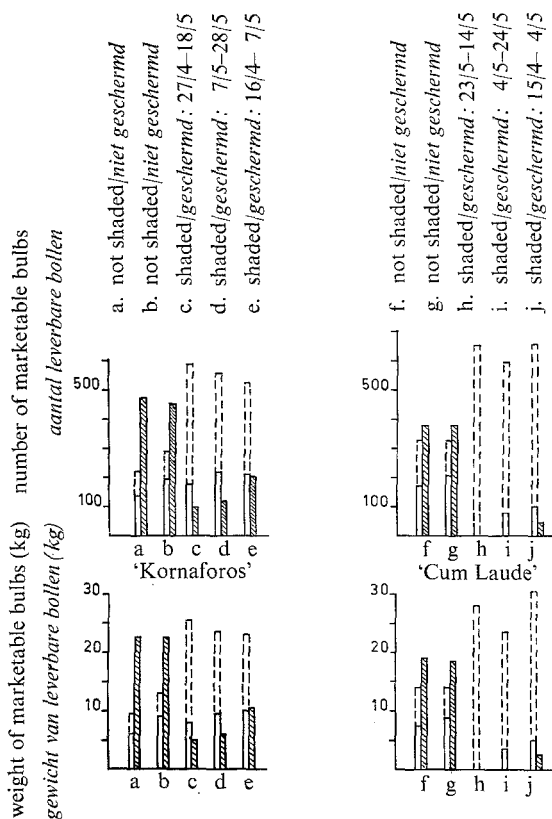 weight of marketable bulbs (kg)
gewicht van leverbare bollen (kg)
number of marketable bulbs
aantal leverbare bollen
30
20
10
a b c d e
'Kornaforos'
500
100
a b c d e
a. not shaded/niet geschermd
b. not shaded/niet geschermd
c. shaded/geschermd: 27/4–18/5
d. shaded/geschermd: 7/5–28/5
e. shaded/geschermd: 16/4– 7/5
30
20
10
f g h i j
'Cum Laude'
500
100
f g h i j
f. not shaded/niet geschermd
g. not shaded/niet geschermd
h. shaded/geschermd: 23/5–14/5
i. shaded/geschermd: 4/5–24/5
j. shaded/geschermd: 15/4– 4/5